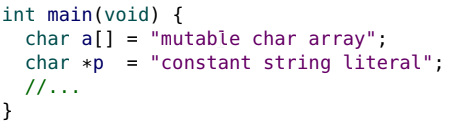 int main(void) {
  char a[] = "mutable char array";
  char *p  = "constant string literal";
  //...
}